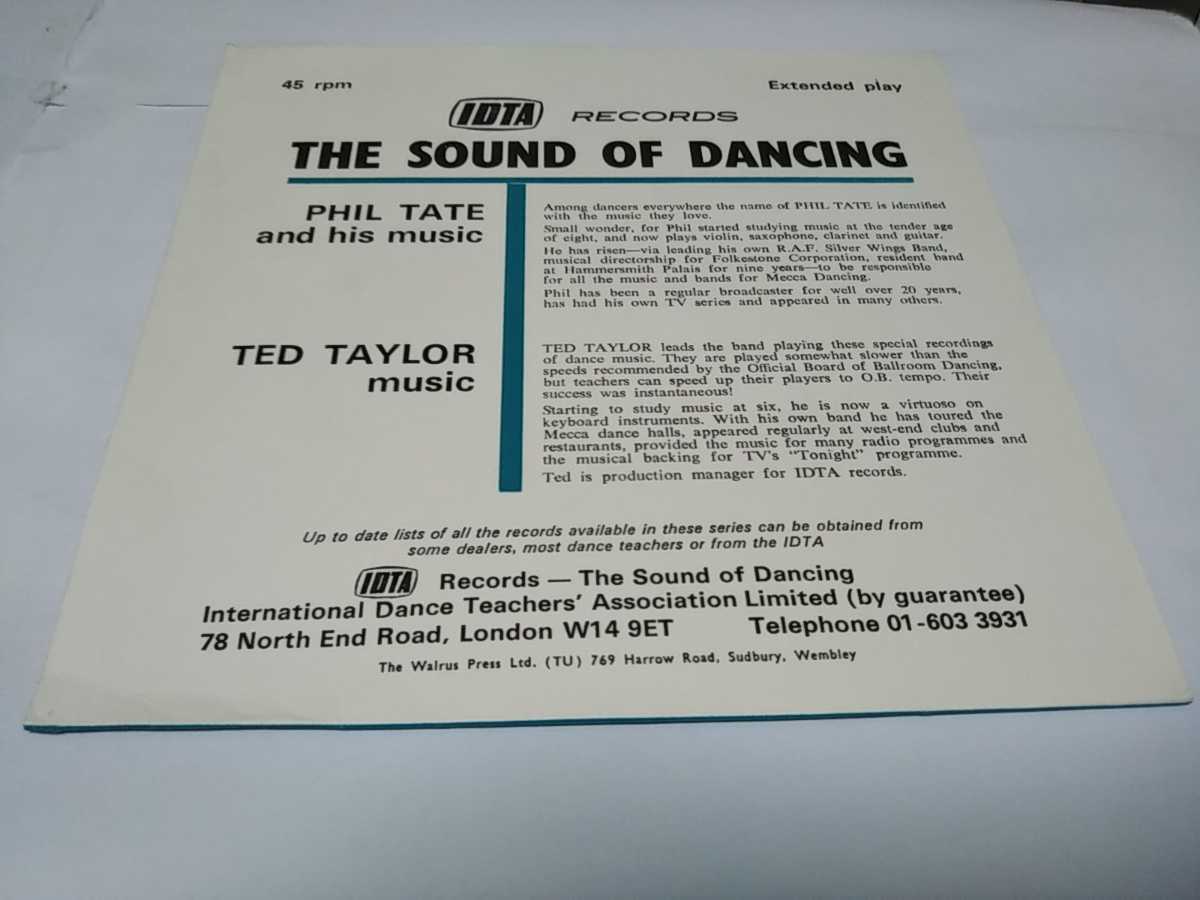 45 rpm Extended play
IDTA RECORDS
THE SOUND OF DANCING
PHIL TATE
and his music
Among dancers everywhere the name of PHIL TATE is identified
with the music they love.
Small wonder, for Phil started studying music at the tender age
of eight, and now plays violin, saxophone, clarinet and guitar.
He has risen—via leading his own R.A.F. Silver Wings Band,
musical directorship for Folkestone Corporation, resident band
at Hammersmith Palais for nine years—to be responsible
for all the music and bands for Mecca Dancing.
Phil has been a regular broadcaster for well over 20 years,
has had his own TV series and appeared in many others.
TED TAYLOR
music
TED TAYLOR leads the band playing these special recordings
of dance music. They are played somewhat slower than the
speeds recommended by the Official Board of Ballroom Dancing,
but teachers can speed up their players to O.B. tempo. Their
success was instantaneous!
Starting to study music at six, he is now a virtuoso on
keyboard instruments. With his own band he has toured the
Mecca dance halls, appeared regularly at west-end clubs and
restaurants, provided the music for many radio programmes and
the musical backing for TV's "Tonight" programme.
Ted is production manager for IDTA records.
Up to date lists of all the records available in these series can be obtained from
some dealers, most dance teachers or from the IDTA
IDTA Records — The Sound of Dancing
International Dance Teachers' Association Limited (by guarantee)
78 North End Road, London W14 9ET Telephone 01-603 3931
The Walrus Press Ltd. (TU) 769 Harrow Road, Sudbury, Wembley